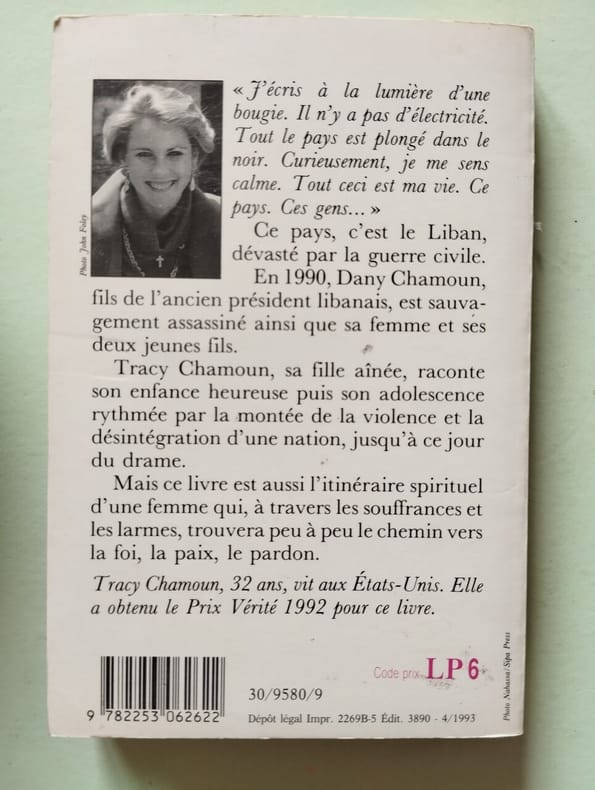 « J'écris à la lumière d'une
bougie. Il n'y a pas d'électricité.
Tout le pays est plongé dans le
noir. Curieusement, je me sens
calme. Tout ceci est ma vie. Ce
pays. Ces gens... »
Photo John Foley
Ce pays, c'est le Liban,
dévasté par la guerre civile.
En 1990, Dany Chamoun,
fils de l'ancien président libanais, est sauva-
gement assassiné ainsi que sa femme et ses
deux jeunes fils.
Tracy Chamoun, sa fille aînée, raconte
son enfance heureuse puis son adolescence
rythmée par la montée de la violence et la
désintégration d'une nation, jusqu'à ce jour
du drame.
Mais ce livre est aussi l'itinéraire spirituel
d'une femme qui, à travers les souffrances et
les larmes, trouvera peu à peu le chemin vers
la foi, la paix, le pardon.
Tracy Chamoun, 32 ans, vit aux États-Unis. Elle
a obtenu le Prix Vérité 1992 pour ce livre.
Code prix LP6
30/9580/9
9 782253 062622
Dépôt légal Impr. 2269B-5 Édit. 3890 - 4/1993
Photo Nahassa/Sipa Press